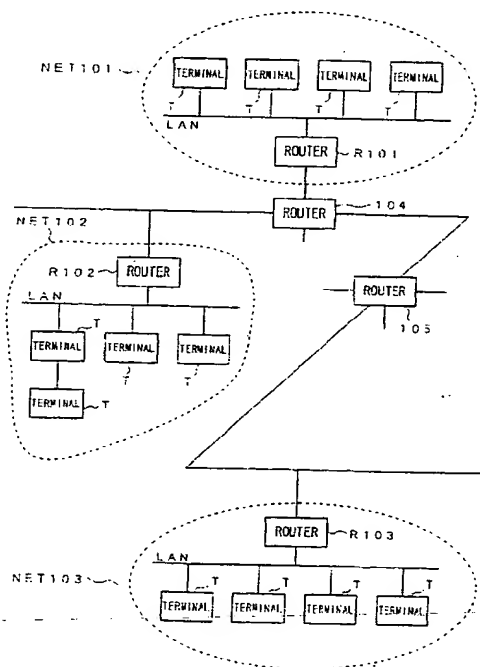 NET101
TERMINAL TERMINAL TERMINAL TERMINAL
T T T T
LAN
ROUTER R101
ROUTER 104
NET102
R102 ROUTER
ROUTER
105
LAN
T
TERMINAL TERMINAL TERMINAL
T T
TERMINAL T
ROUTER R103
LAN
T T T T
NET103
TERMINAL TERMINAL TERMINAL TERMINAL